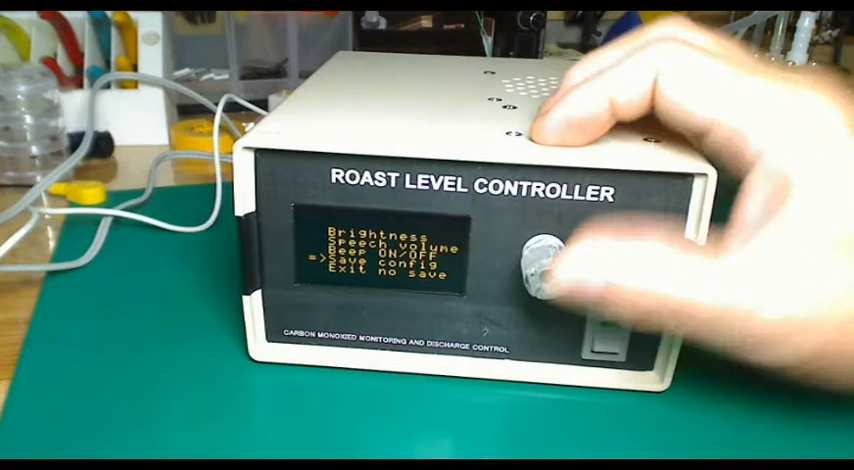 ROAST LEVEL CONTROLLER
Brightness
Speech volume
Beep ON/OFF
=>Save config
Exit no save
CARBON MONOXIED MONITORING AND DISCHARGE CONTROL